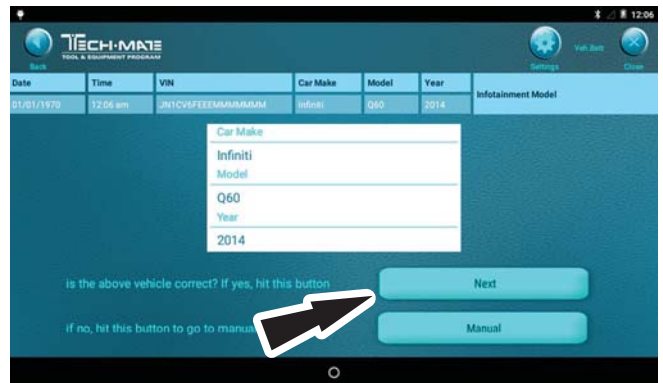 12:06
TECH·MATE
TOOL & EQUIPMENT PROGRAM
Back
Settings
Veh.Batt
Close
Date Time VIN Car Make Model Year Infotainment Model
01/01/1970 12:06 am JN1CV6FEEEMMMMMMM Infiniti Q60 2014
Car Make
Infiniti
Model
Q60
Year
2014
is the above vehicle correct? If yes, hit this button Next
if no, hit this button to go to manual Manual